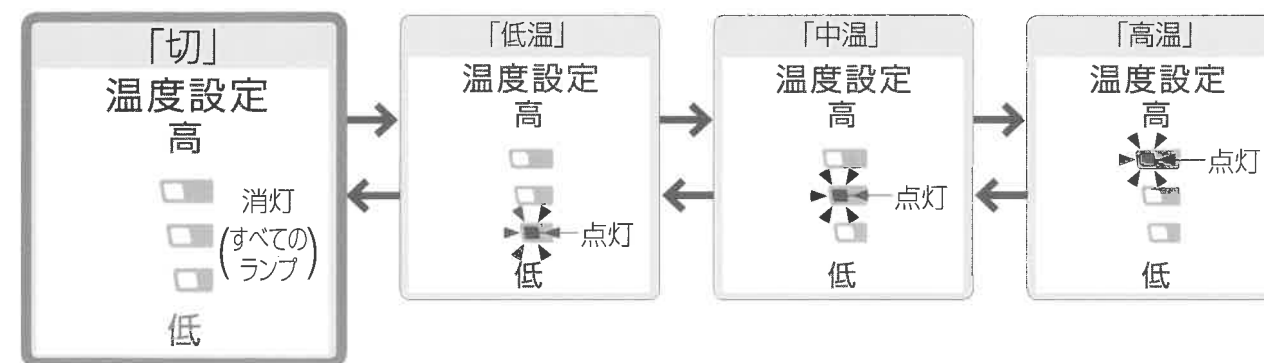 「切」
温度設定
高
消灯
(すべての
ランプ)
低
「低温」
温度設定
高
点灯
低
「中温」
温度設定
高
点灯
低
「高温」
温度設定
高
点灯
低